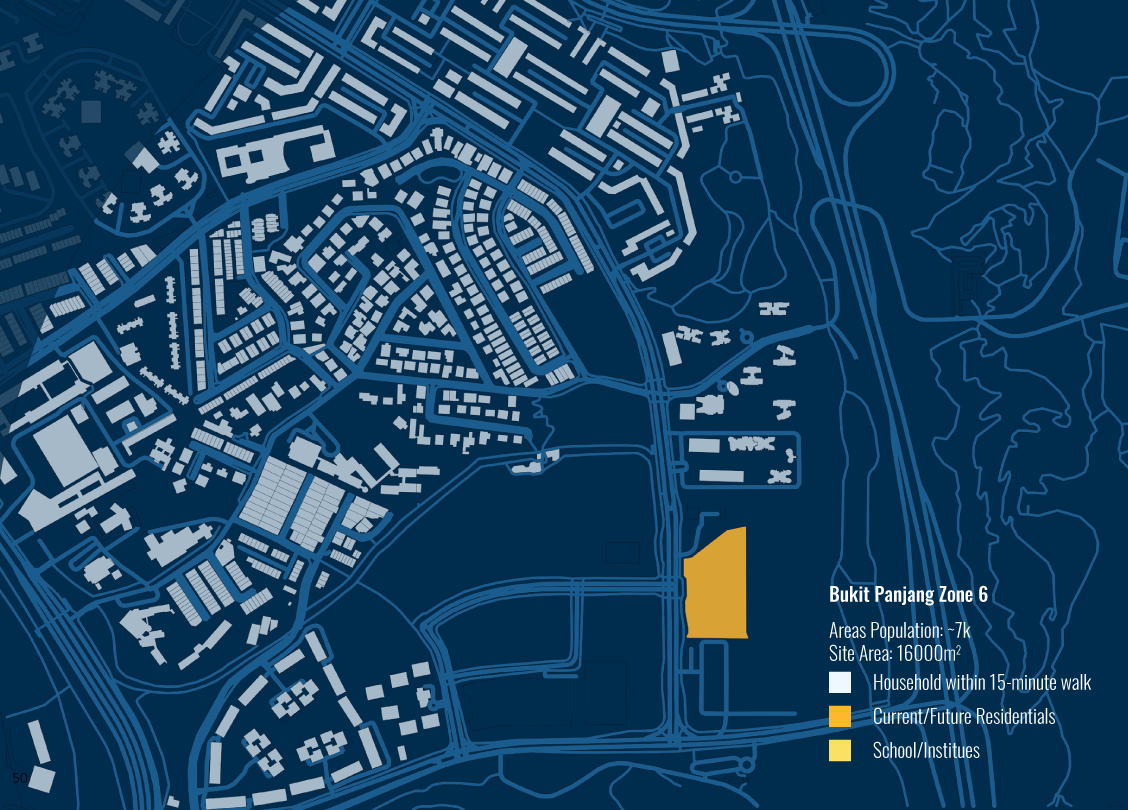 Bukit Panjang Zone 6
Areas Population: ~7k
Site Area: 16000m²
Household within 15-minute walk
Current/Future Residentials
School/Institues
50